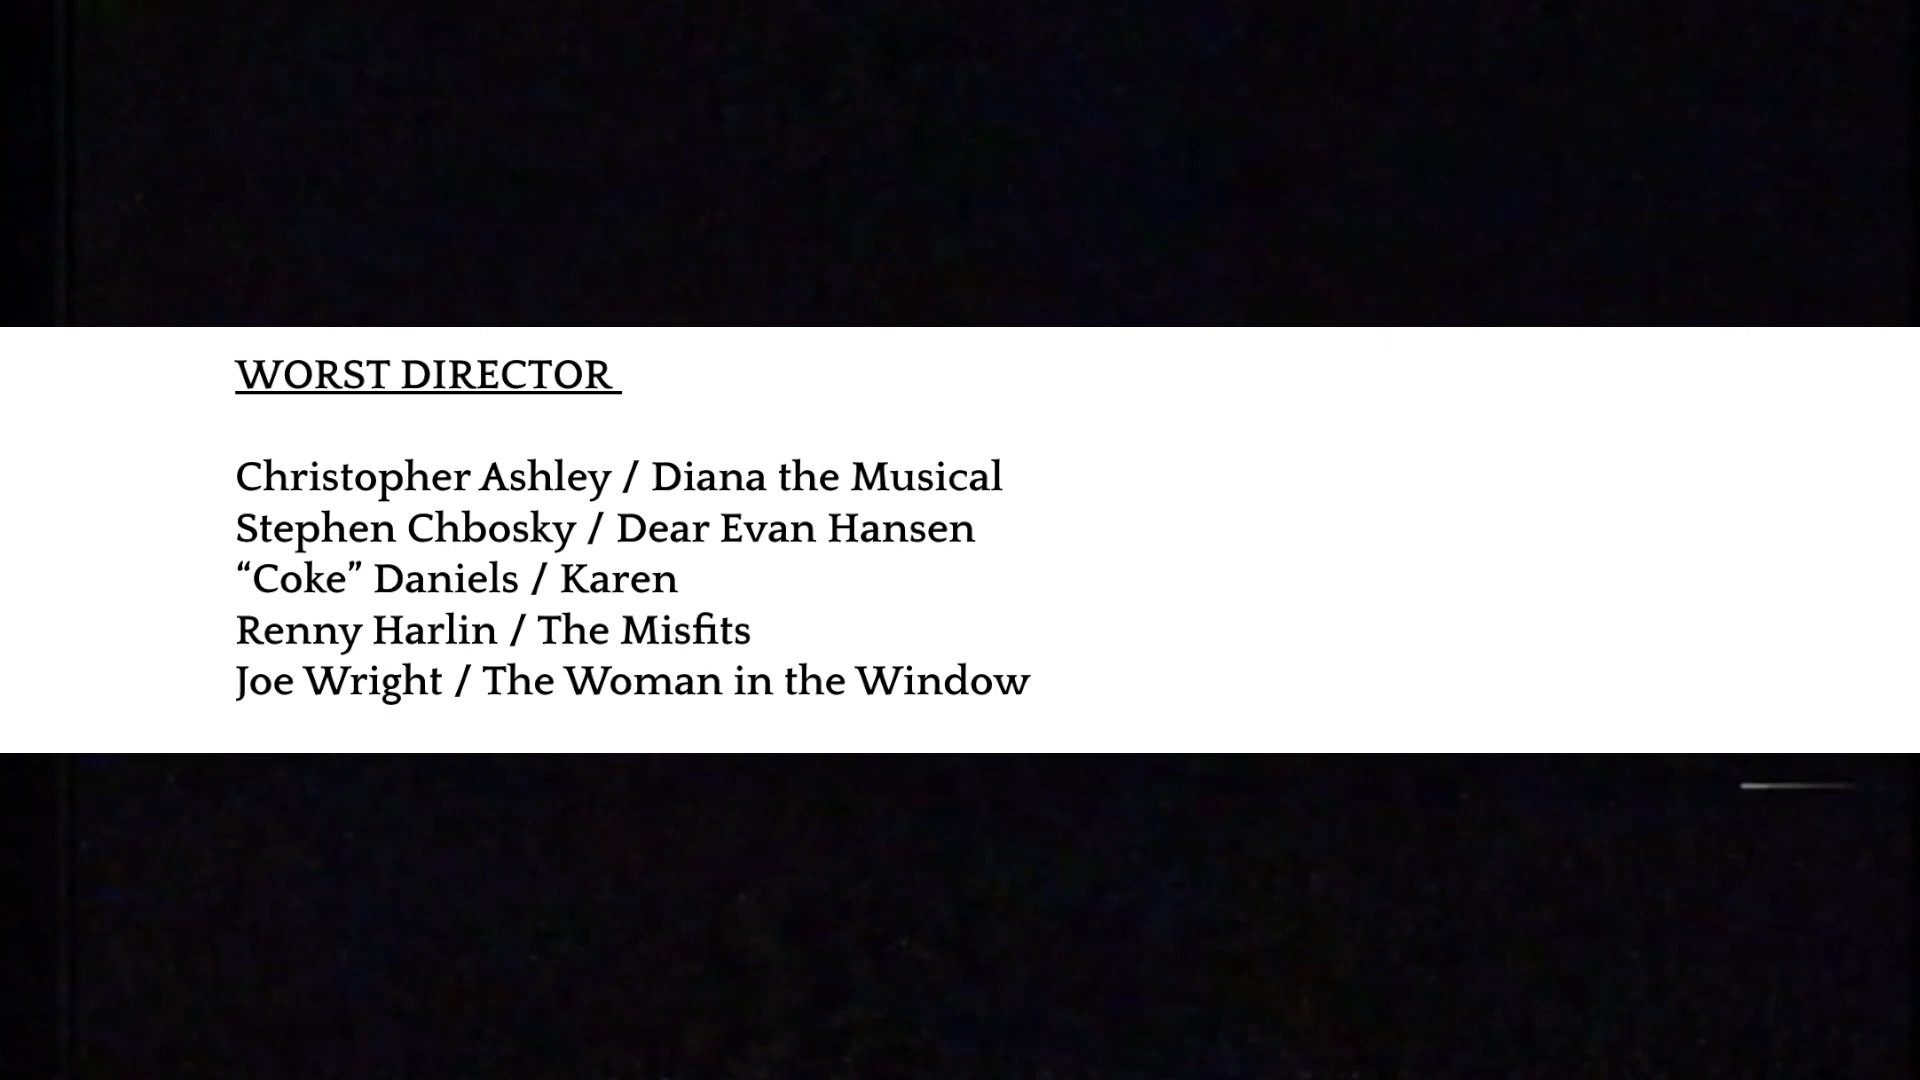 WORST DIRECTOR
Christopher Ashley / Diana the Musical
Stephen Chbosky / Dear Evan Hansen
“Coke” Daniels / Karen
Renny Harlin / The Misfits
Joe Wright / The Woman in the Window